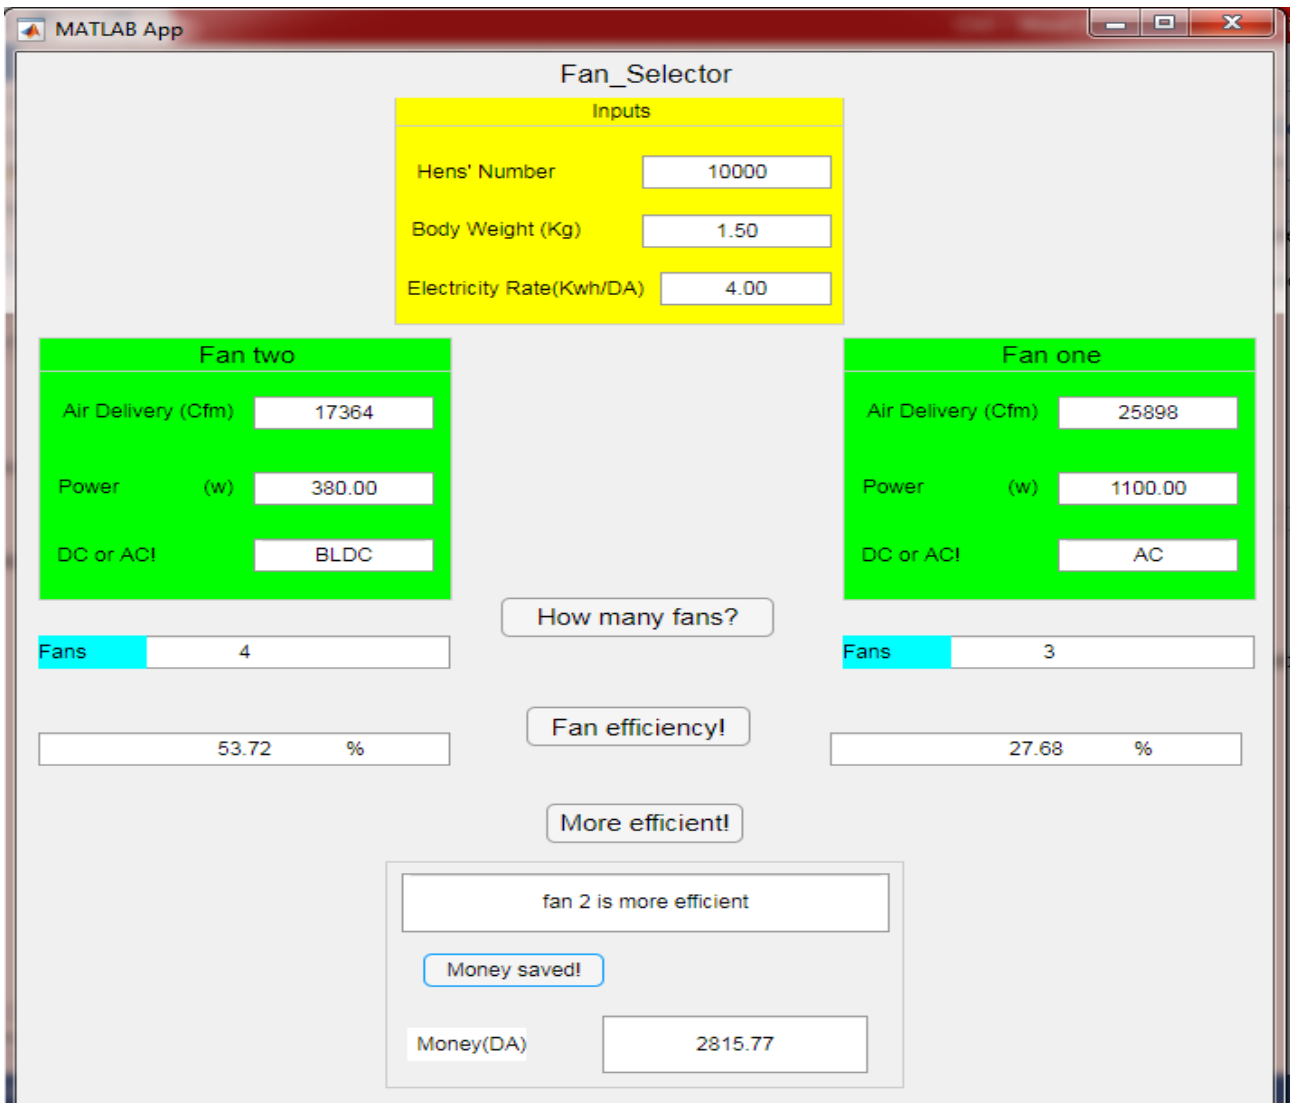 MATLAB App
Fan_Selector
Inputs
Hens' Number 10000
Body Weight (Kg) 1.50
Electricity Rate(Kwh/DA) 4.00
Fan two
Air Delivery (Cfm) 17364
Power (w) 380.00
DC or AC! BLDC
Fan one
Air Delivery (Cfm) 25898
Power (w) 1100.00
DC or AC! AC
How many fans?
Fans 4
Fans 3
Fan efficiency!
53.72 %
27.68 %
More efficient!
fan 2 is more efficient
Money saved!
Money(DA) 2815.77